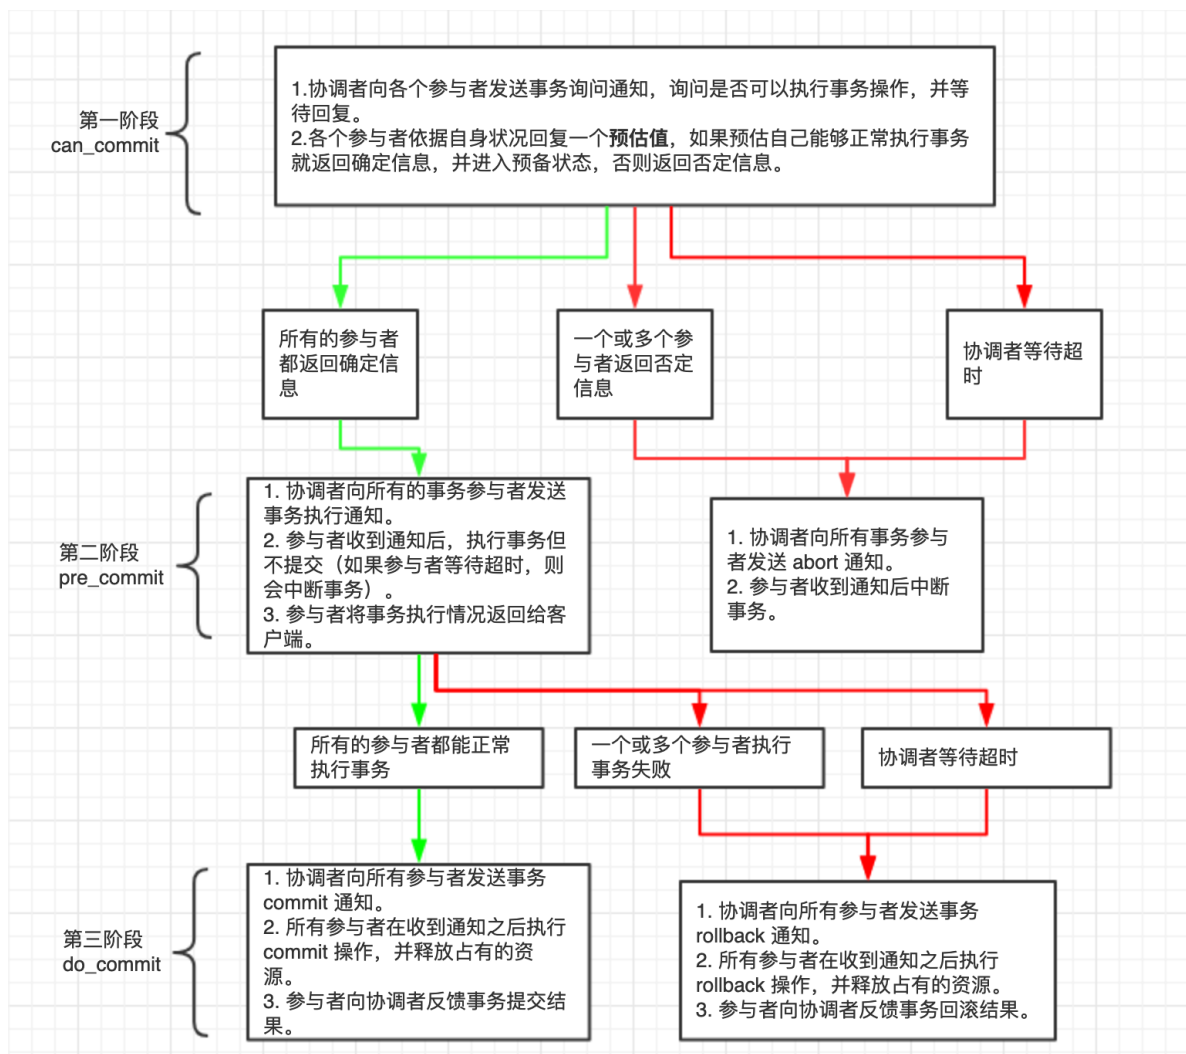 第一阶段
can_commit
1.协调者向各个参与者发送事务询问通知，询问是否可以执行事务操作，并等
待回复。
2.各个参与者依据自身状况回复一个预估值，如果预估自己能够正常执行事务
就返回确定信息，并进入预备状态，否则返回否定信息。
所有的参与者
都返回确定信
息
一个或多个参
与者返回否定
信息
协调者等待超
时
第二阶段
pre_commit
1. 协调者向所有的事务参与者发送
事务执行通知。
2. 参与者收到通知后，执行事务但
不提交（如果参与者等待超时，则
会中断事务）。
3. 参与者将事务执行情况返回给客
户端。
1. 协调者向所有事务参与
者发送 abort 通知。
2. 参与者收到通知后中断
事务。
所有的参与者都能正常
执行事务
一个或多个参与者执行
事务失败
协调者等待超时
第三阶段
do_commit
1. 协调者向所有参与者发送事务
commit 通知。
2. 所有参与者在收到通知之后执行
commit 操作，并释放占有的资
源。
3. 参与者向协调者反馈事务提交结
果。
1. 协调者向所有参与者发送事务
rollback 通知。
2. 所有参与者在收到通知之后执行
rollback 操作，并释放占有的资源。
3. 参与者向协调者反馈事务回滚结果。